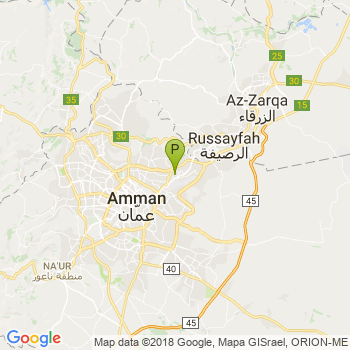 25
30
35
Az-Zarqa
الزرقاء
15
30
P
Russayfah
الرصيفة
Amman
عمان
45
NA'UR
منطقة ناعور
40
45
Google
Map data ©2018 Google, Mapa GISrael, ORION-ME